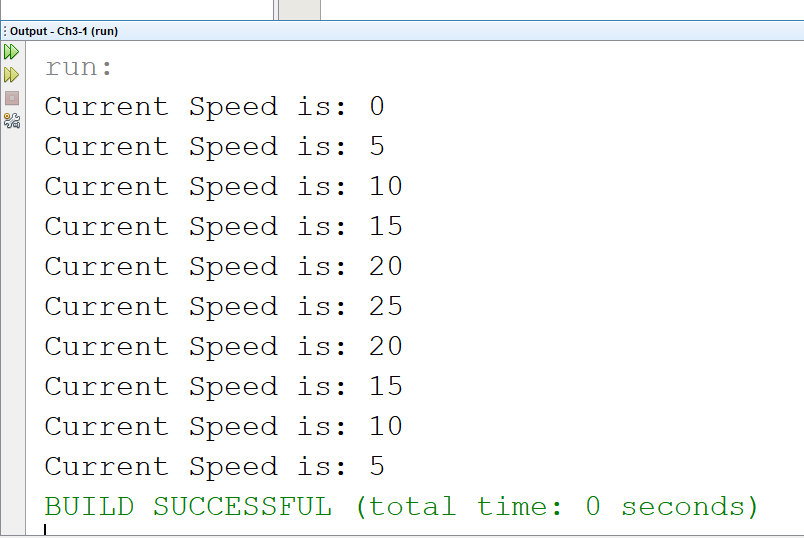 Output - Ch3-1 (run)
run:
Current Speed is: 0
Current Speed is: 5
Current Speed is: 10
Current Speed is: 15
Current Speed is: 20
Current Speed is: 25
Current Speed is: 20
Current Speed is: 15
Current Speed is: 10
Current Speed is: 5
BUILD SUCCESSFUL (total time: 0 seconds)